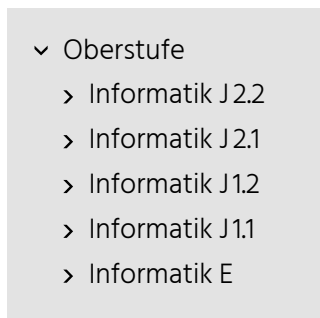 Oberstufe
Informatik J2.2
Informatik J2.1
Informatik J1.2
Informatik J1.1
Informatik E